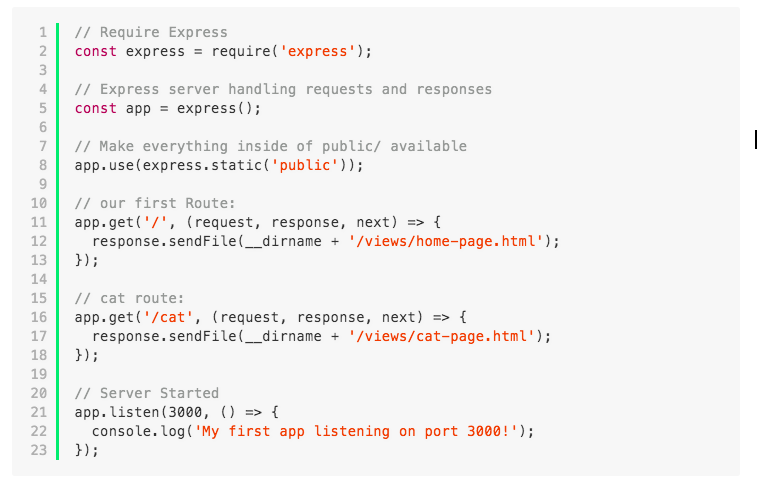 1 // Require Express
2 const express = require('express');
3
4 // Express server handling requests and responses
5 const app = express();
6
7 // Make everything inside of public/ available
8 app.use(express.static('public'));
9
10 // our first Route:
11 app.get('/', (request, response, next) => {
12   response.sendFile(__dirname + '/views/home-page.html');
13 });
14
15 // cat route:
16 app.get('/cat', (request, response, next) => {
17   response.sendFile(__dirname + '/views/cat-page.html');
18 });
19
20 // Server Started
21 app.listen(3000, () => {
22   console.log('My first app listening on port 3000!');
23 });